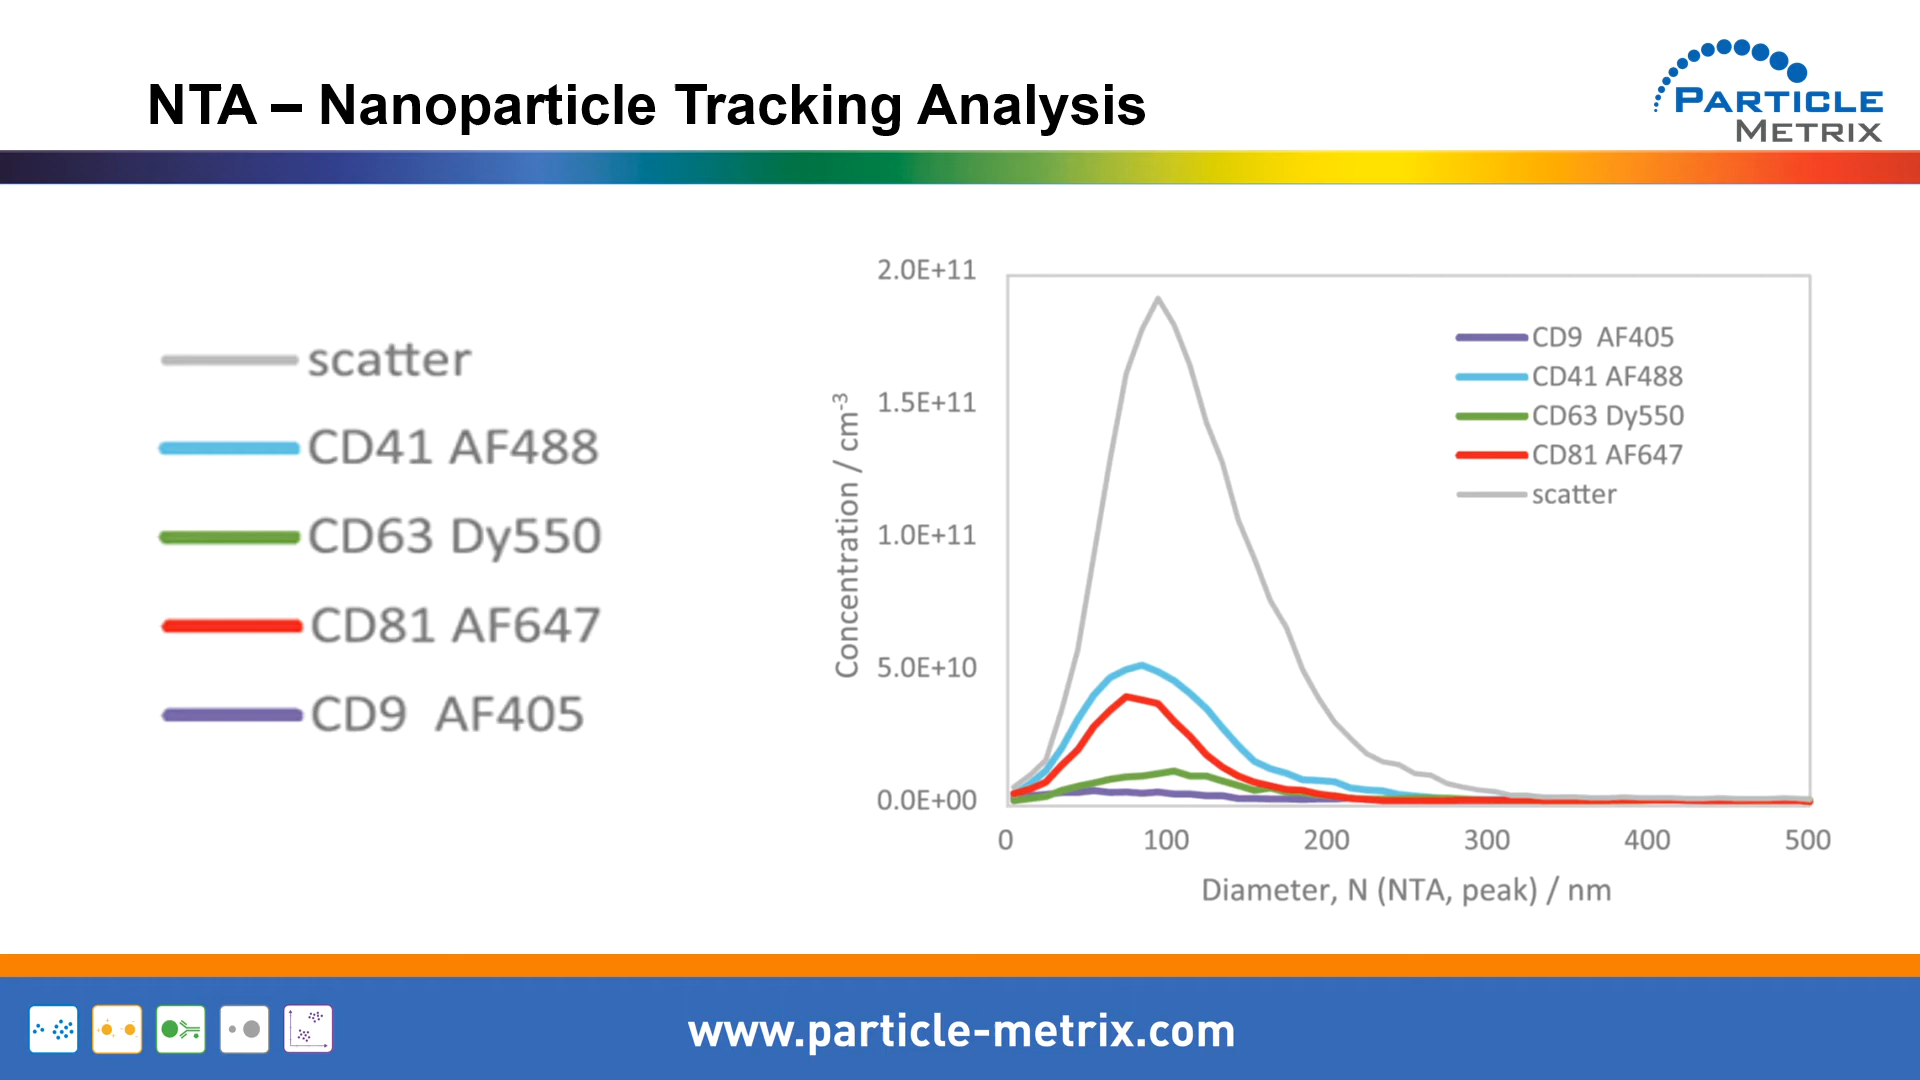 NTA – Nanoparticle Tracking Analysis
PARTICLE
METRIX
scatter
CD41 AF488
CD63 Dy550
CD81 AF647
CD9 AF405
2.0E+11
1.5E+11
1.0E+11
5.0E+10
0.0E+00
Concentration / cm-3
CD9 AF405
CD41 AF488
CD63 Dy550
CD81 AF647
scatter
0 100 200 300 400 500
Diameter, N (NTA, peak) / nm
www.particle-metrix.com